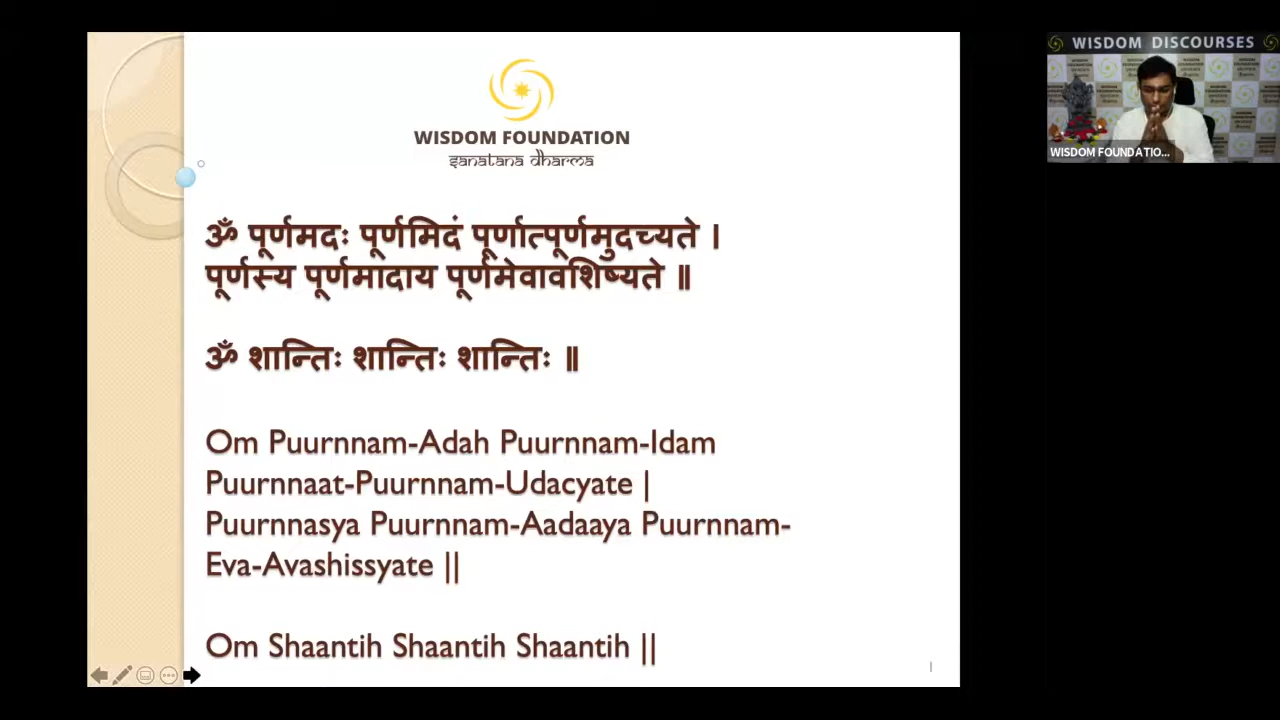 WISDOM FOUNDATION
sanatana dharma
ॐ पूर्णमदः पूर्णमिदं पूर्णात्पूर्णमुदच्यते ।
पूर्णस्य पूर्णमादाय पूर्णमेवावशिष्यते ॥
ॐ शान्तिः शान्तिः शान्तिः ॥
Om Puurnnam-Adah Puurnnam-Idam
Puurnnaat-Puurnnam-Udacyate |
Puurnnasya Puurnnam-Aadaaya Puurnnam-
Eva-Avashissyate ||
Om Shaantih Shaantih Shaantih ||
1
WISDOM DISCOURSES
WISDOM FOUNDATIO...